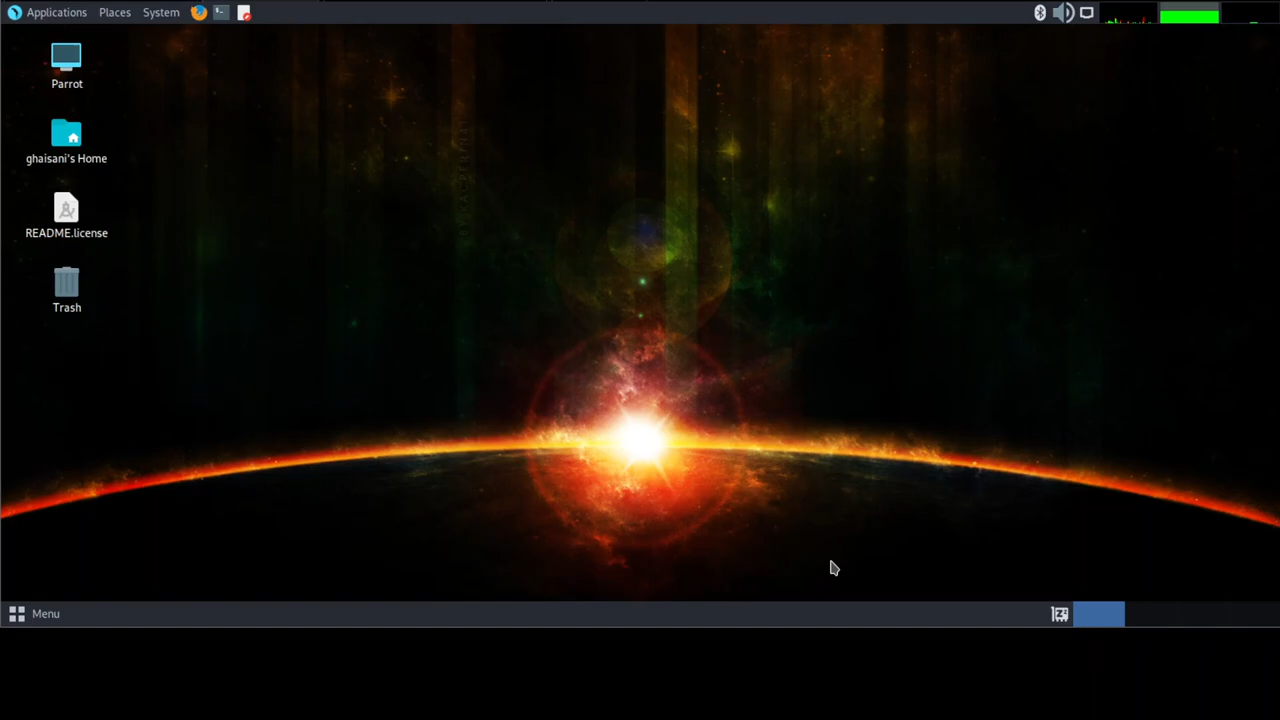 Applications Places System
Parrot
ghaisani's Home
README.license
Trash
Menu